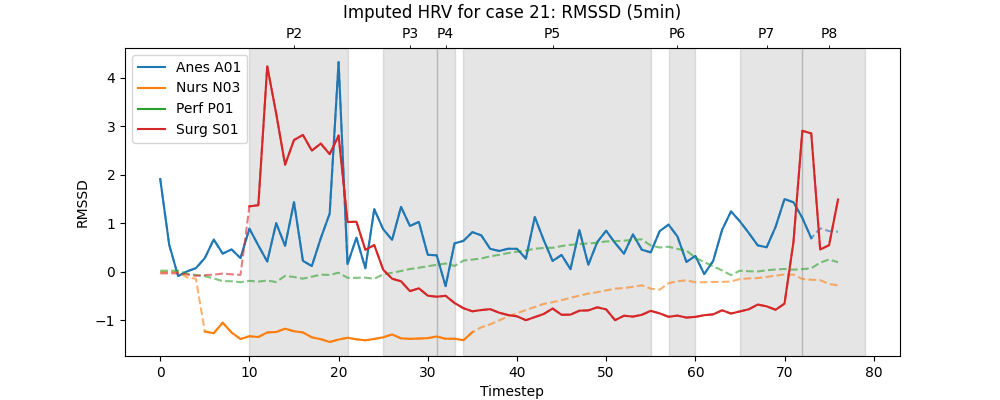 Imputed HRV for case 21: RMSSD (5min)
P2 P3 P4 P5 P6 P7 P8
Anes A01
Nurs N03
Perf P01
Surg S01
4
3
2
1
0
−1
RMSSD
0 10 20 30 40 50 60 70 80
Timestep